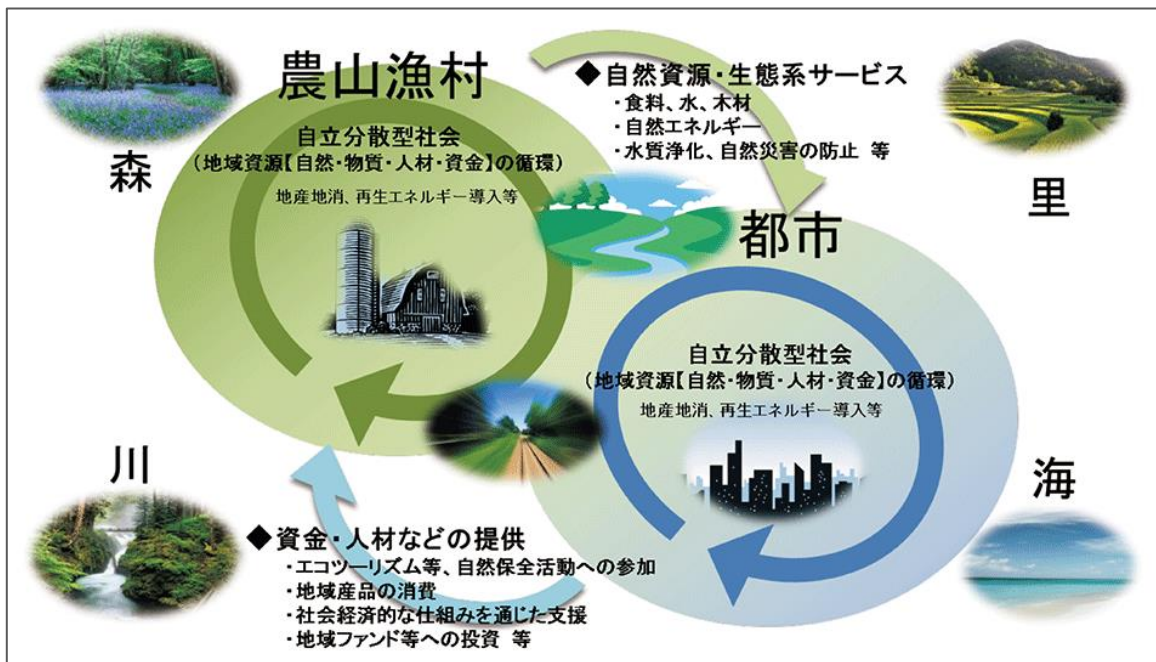 農山漁村
自立分散型社会
(地域資源【自然・物質・人材・資金】の循環)
地産地消、再生エネルギー導入等
森
◆自然資源・生態系サービス
・食料、水、木材
・自然エネルギー
・水質浄化、自然災害の防止 等
里
都市
自立分散型社会
(地域資源【自然・物質・人材・資金】の循環)
地産地消、再生エネルギー導入等
川
◆資金・人材などの提供
・エコツーリズム等、自然保全活動への参加
・地域産品の消費
・社会経済的な仕組みを通じた支援
・地域ファンド等への投資 等
海